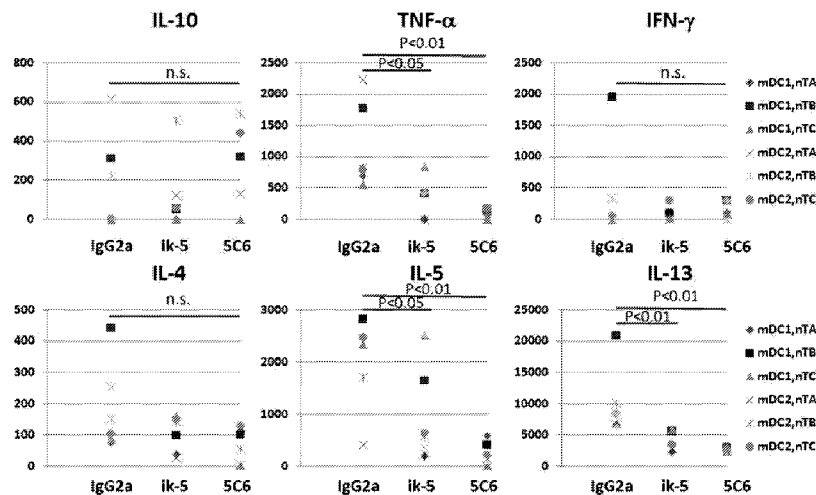 IL-10
TNF-α
IFN-γ
n.s.
P<0.01
P<0.05
n.s.
800
600
400
200
0
2500
2000
1500
1000
500
0
2500
2000
1500
1000
500
0
mDC1,nTA
mDC1,nTB
mDC1,nTC
mDC2,nTA
mDC2,nTB
mDC2,nTC
IgG2a ik-5 5C6
IgG2a ik-5 5C6
IgG2a ik-5 5C6
IL-4
IL-5
IL-13
n.s.
P<0.01
P<0.05
P<0.01
P<0.01
500
400
300
200
100
0
3000
2000
1000
0
25000
20000
15000
10000
5000
0
mDC1,nTA
mDC1,nTB
mDC1,nTC
mDC2,nTA
mDC2,nTB
mDC2,nTC
IgG2a ik-5 5C6
IgG2a ik-5 5C6
IgG2a ik-5 5C6